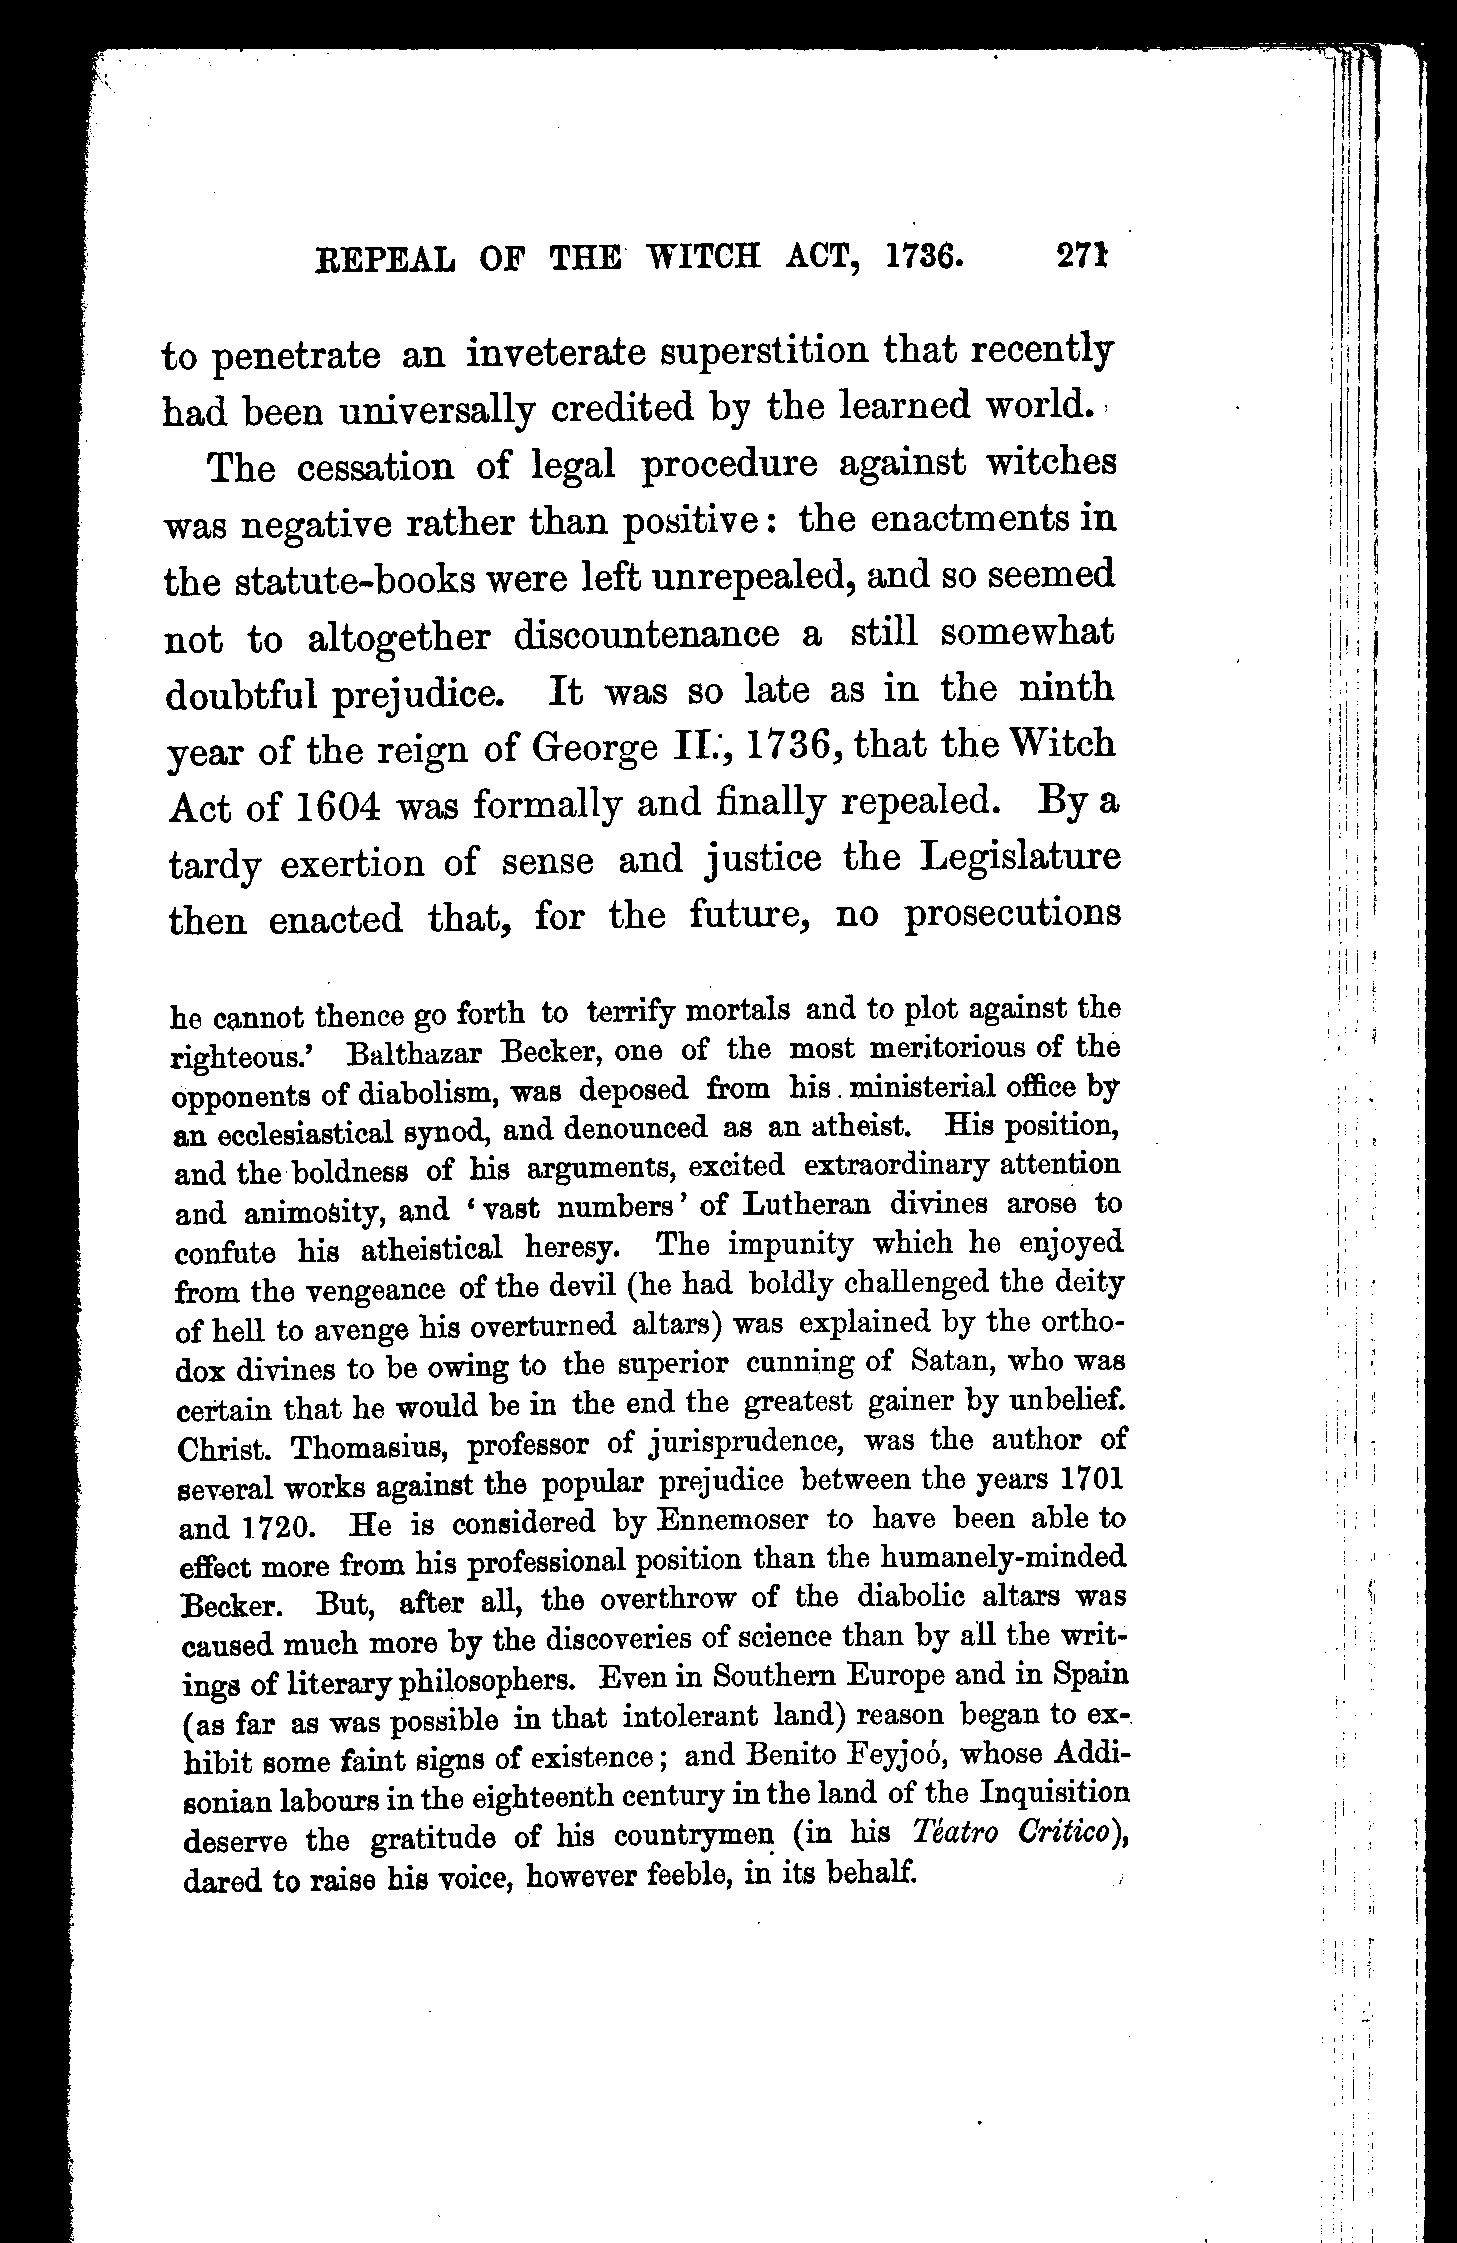 REPEAL OF THE WITCH ACT, 1736. 271
to penetrate an inveterate superstition that recently
had been universally credited by the learned world.
The cessation of legal procedure against witches
was negative rather than positive: the enactments in
the statute-books were left unrepealed, and so seemed
not to altogether discountenance a still somewhat
doubtful prejudice. It was so late as in the ninth
year of the reign of George II., 1736, that the Witch
Act of 1604 was formally and finally repealed. By a
tardy exertion of sense and justice the Legislature
then enacted that, for the future, no prosecutions
he cannot thence go forth to terrify mortals and to plot against the
righteous.’ Balthazar Becker, one of the most meritorious of the
opponents of diabolism, was deposed from his ministerial office by
an ecclesiastical synod, and denounced as an atheist. His position,
and the boldness of his arguments, excited extraordinary attention
and animosity, and ‘vast numbers’ of Lutheran divines arose to
confute his atheistical heresy. The impunity which he enjoyed
from the vengeance of the devil (he had boldly challenged the deity
of hell to avenge his overturned altars) was explained by the ortho-
dox divines to be owing to the superior cunning of Satan, who was
certain that he would be in the end the greatest gainer by unbelief.
Christ. Thomasius, professor of jurisprudence, was the author of
several works against the popular prejudice between the years 1701
and 1720. He is considered by Ennemoser to have been able to
effect more from his professional position than the humanely-minded
Becker. But, after all, the overthrow of the diabolic altars was
caused much more by the discoveries of science than by all the writ-
ings of literary philosophers. Even in Southern Europe and in Spain
(as far as was possible in that intolerant land) reason began to ex-
hibit some faint signs of existence; and Benito Feyjoó, whose Addi-
sonian labours in the eighteenth century in the land of the Inquisition
deserve the gratitude of his countrymen (in his Téatro Critico),
dared to raise his voice, however feeble, in its behalf.